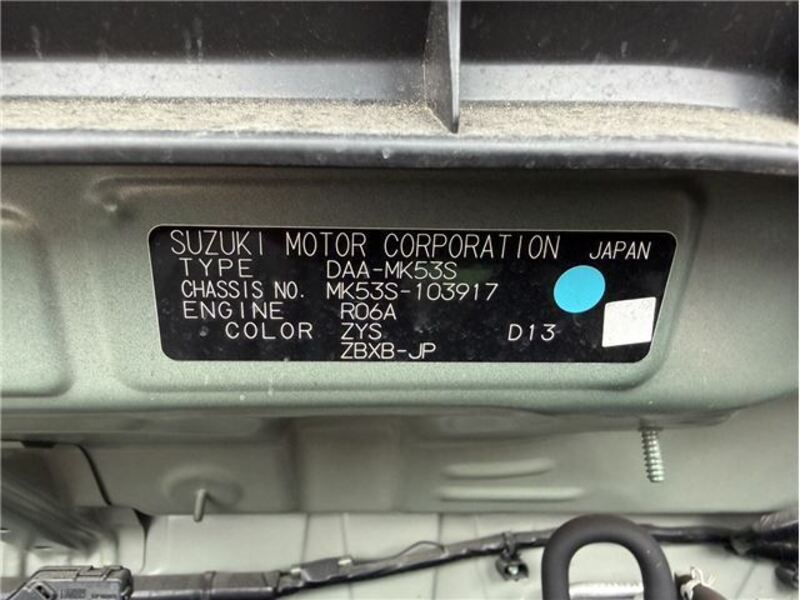 SUZUKI MOTOR CORPORATION JAPAN
TYPE DAA-MK53S
CHASSIS NO. MK53S-103917
ENGINE R06A
COLOR ZYS D13
ZBXB-JP